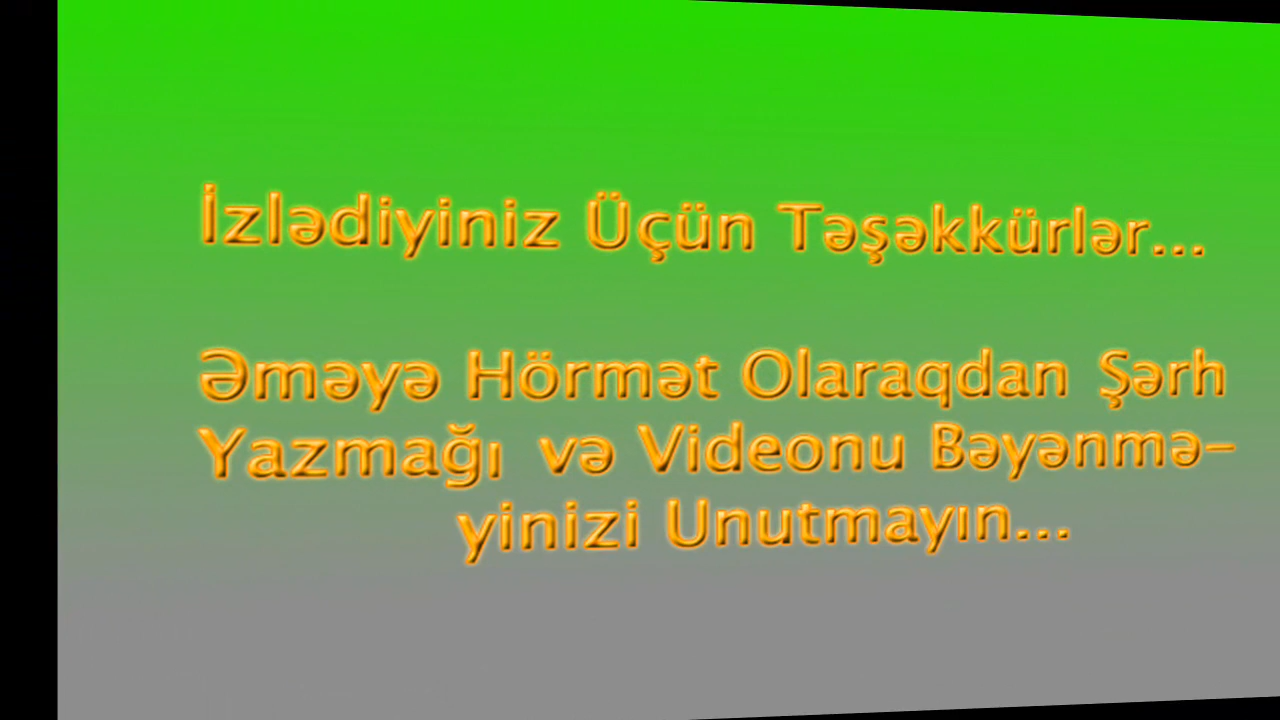 İzlədiyiniz Üçün Təşəkkürlər...
Əməyə Hörmət Olaraqdan Şərh
Yazmağı və Videonu Bəyənmə-
yinizi Unutmayın...